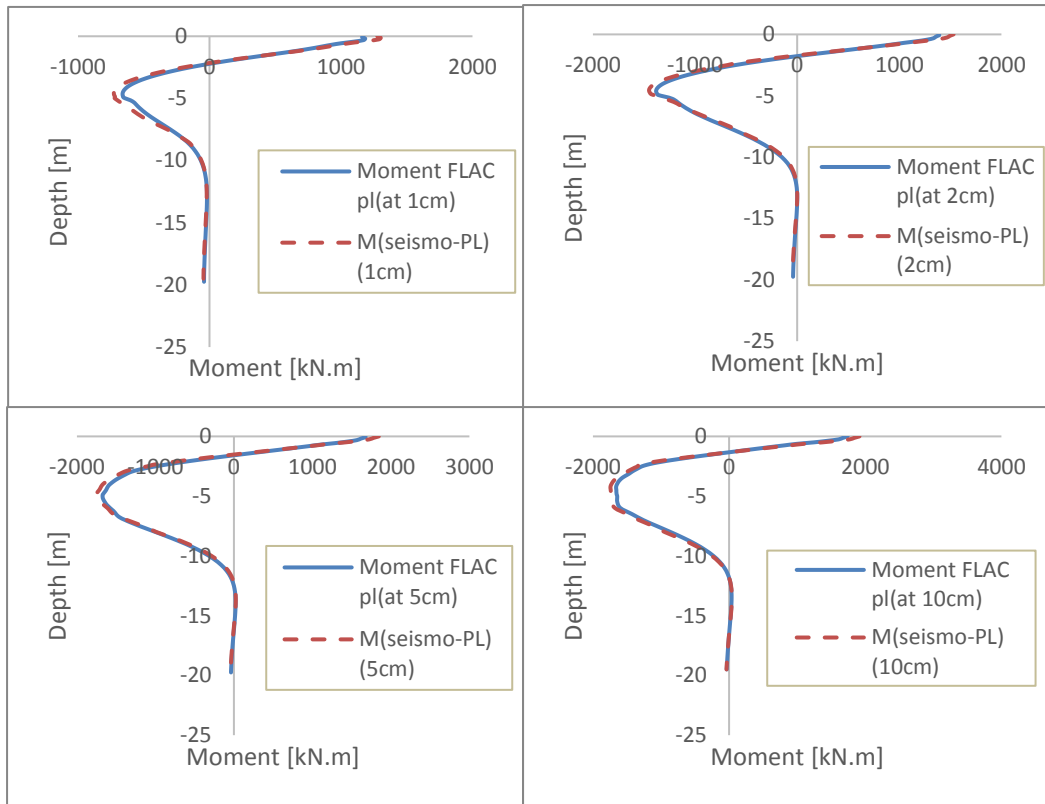 -1000 0 1000 2000
0
-5
-10
-15
-20
-25
Depth [m]
Moment [kN.m]
Moment FLAC
pl(at 1cm)
M(seismo-PL)
(1cm)
-2000 -1000 0 1000 2000
0
-5
-10
-15
-20
-25
Depth [m]
Moment [kN.m]
Moment FLAC
pl(at 2cm)
M(seismo-PL)
(2cm)
-2000 -1000 0 1000 2000 3000
0
-5
-10
-15
-20
-25
Depth [m]
Moment [kN.m]
Moment FLAC
pl(at 5cm)
M(seismo-PL)
(5cm)
-2000 0 2000 4000
0
-5
-10
-15
-20
-25
Depth [m]
Moment [kN.m]
Moment FLAC
pl(at 10cm)
M(seismo-PL)
(10cm)